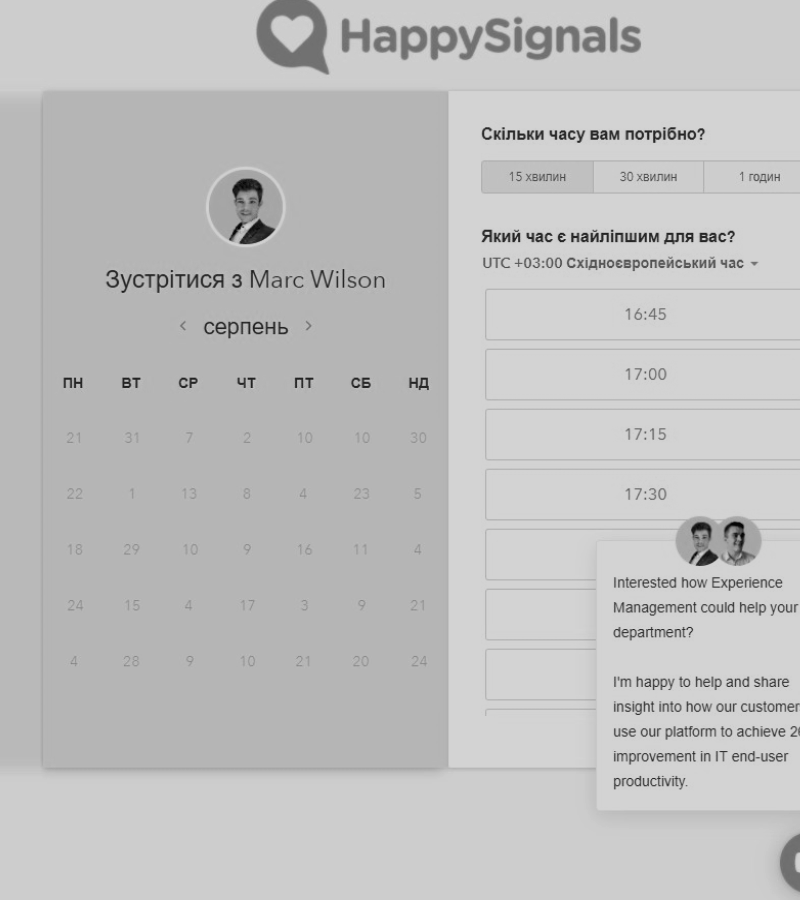 HappySignals
Зустрітися з Marc Wilson
серпень
ПН ВТ СР ЧТ ПТ СБ НД
21 31 7 2 10 10 30
22 1 13 8 4 23 5
18 29 10 9 16 11 4
24 15 4 17 3 9 21
4 28 9 10 21 20 24
Скільки часу вам потрібно?
15 хвилин 30 хвилин 1 годин
Який час є найліпшим для вас?
UTC +03:00 Східноєвропейський час
16:45
17:00
17:15
17:30
Interested how Experience
Management could help your
department?
I'm happy to help and share
insight into how our customer
use our platform to achieve
improvement in IT end-user
productivity.